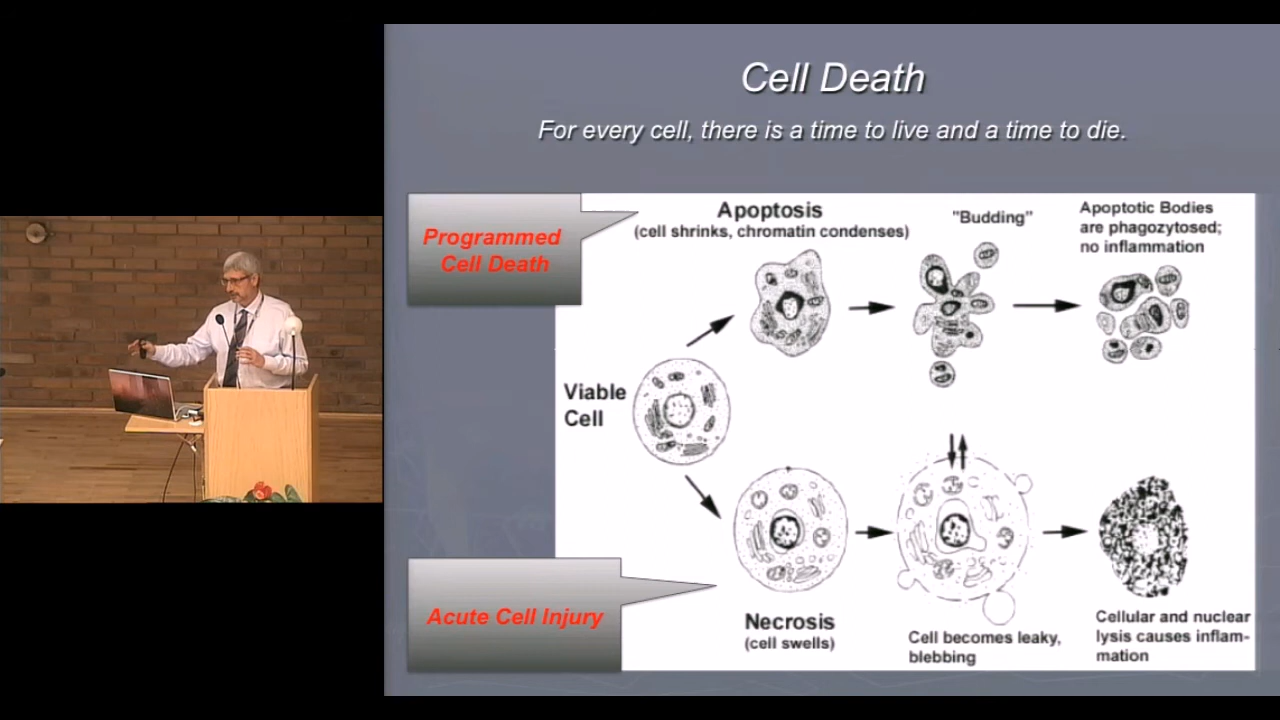 Cell Death
For every cell, there is a time to live and a time to die.
Programmed
Cell Death
Apoptosis
(cell shrinks, chromatin condenses)
"Budding"
Apoptotic Bodies
are phagozytosed;
no inflammation
Viable
Cell
Acute Cell Injury
Necrosis
(cell swells)
Cell becomes leaky,
blebbing
Cellular and nuclear
lysis causes inflam-
mation